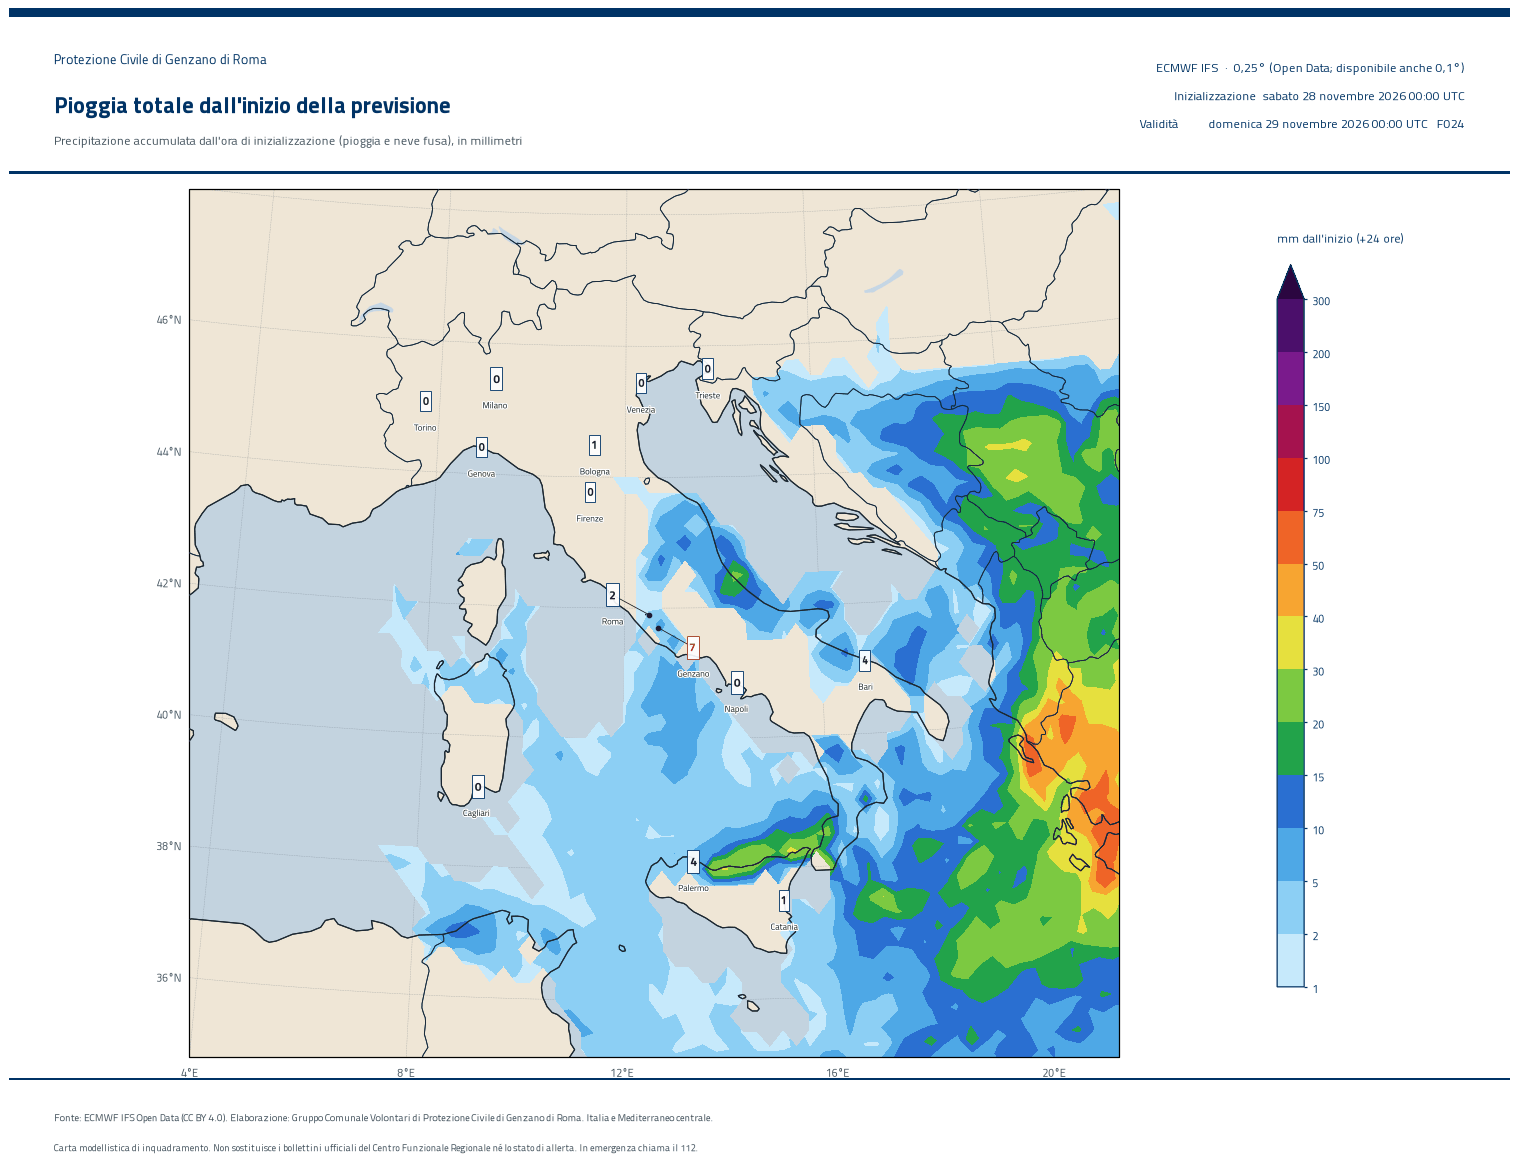 Protezione Civile di Genzano di Roma
Pioggia totale dall'inizio della previsione
Precipitazione accumulata dall'ora di inizializzazione (pioggia e neve fusa), in millimetri
ECMWF IFS · 0,25° (Open Data; disponibile anche 0,1°)
Inizializzazione sabato 28 novembre 2026 00:00 UTC
Validità domenica 29 novembre 2026 00:00 UTC F024
mm dall'inizio (+24 ore)
300
200
150
100
75
50
40
30
20
15
10
5
2
1
46°N
44°N
42°N
40°N
38°N
36°N
4°E
8°E
12°E
16°E
20°E
0
Trieste
0
Milano
0
Venezia
0
Torino
0
Genova
1
Bologna
0
Firenze
2
Roma
7
Genzano
4
Bari
0
Napoli
0
Cagliari
4
Palermo
1
Catania
Fonte: ECMWF IFS Open Data (CC BY 4.0). Elaborazione: Gruppo Comunale Volontari di Protezione Civile di Genzano di Roma. Italia e Mediterraneo centrale.
Carta modellistica di inquadramento. Non sostituisce i bollettini ufficiali del Centro Funzionale Regionale né lo stato di allerta. In emergenza chiama il 112.